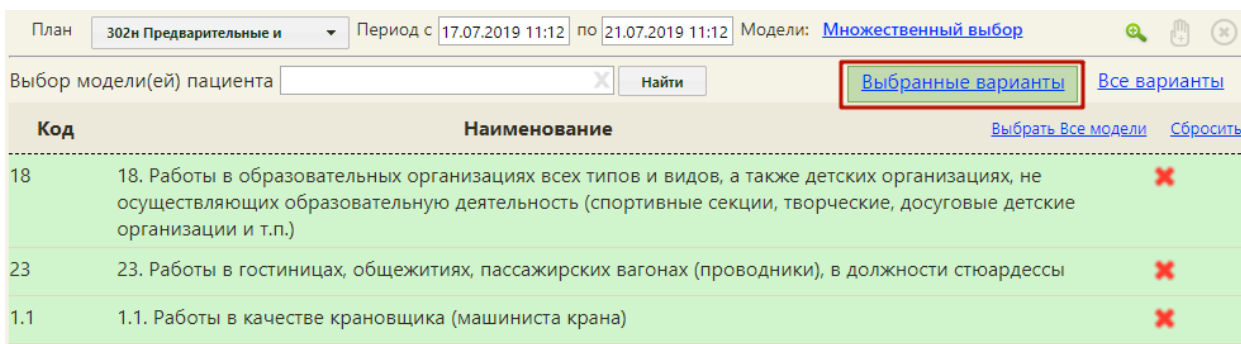 План 302н Предварительные и Период с 17.07.2019 11:12 по 21.07.2019 11:12 Модели: Множественный выбор
Выбор модели(ей) пациента Найти Выбранные варианты Все варианты
Код Наименование Выбрать Все модели Сбросить
18 18. Работы в образовательных организациях всех типов и видов, а также детских организациях, не
осуществляющих образовательную деятельность (спортивные секции, творческие, досуговые детские
организации и т.п.)
23 23. Работы в гостиницах, общежитиях, пассажирских вагонах (проводники), в должности стюардессы
1.1 1.1. Работы в качестве крановщика (машиниста крана)